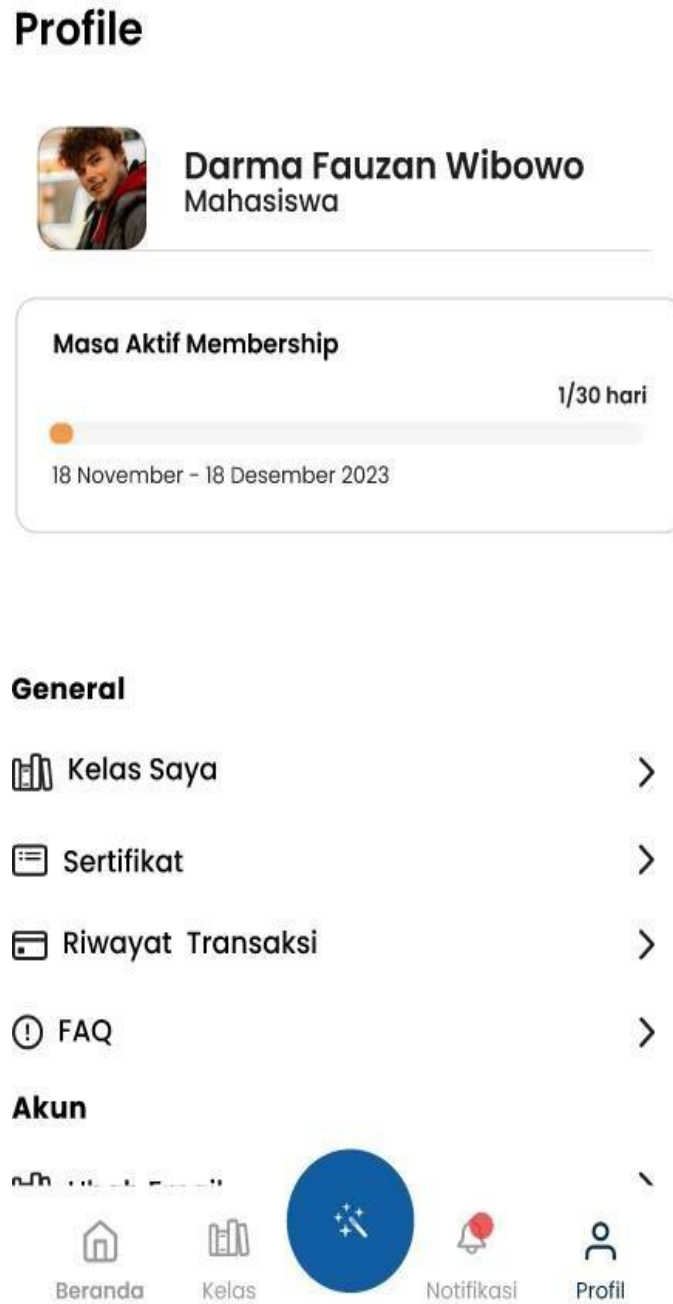 Profile
Darma Fauzan Wibowo
Mahasiswa
Masa Aktif Membership
1/30 hari
18 November - 18 Desember 2023
General
Kelas Saya
Sertifikat
Riwayat Transaksi
FAQ
Akun
Beranda
Kelas
Notifikasi
Profil